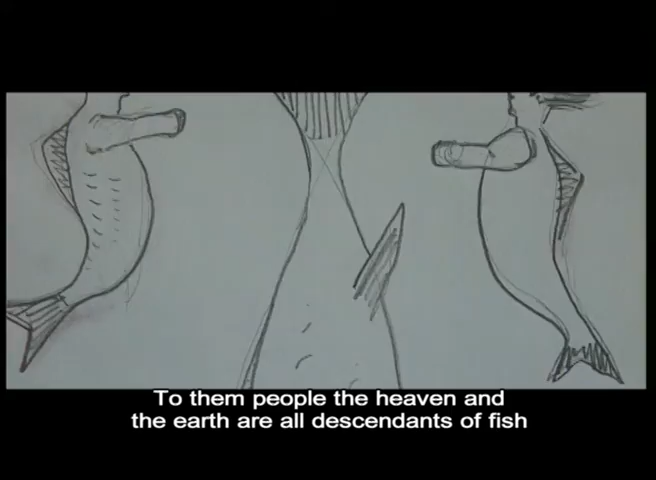 To them people the heaven and
the earth are all descendants of fish